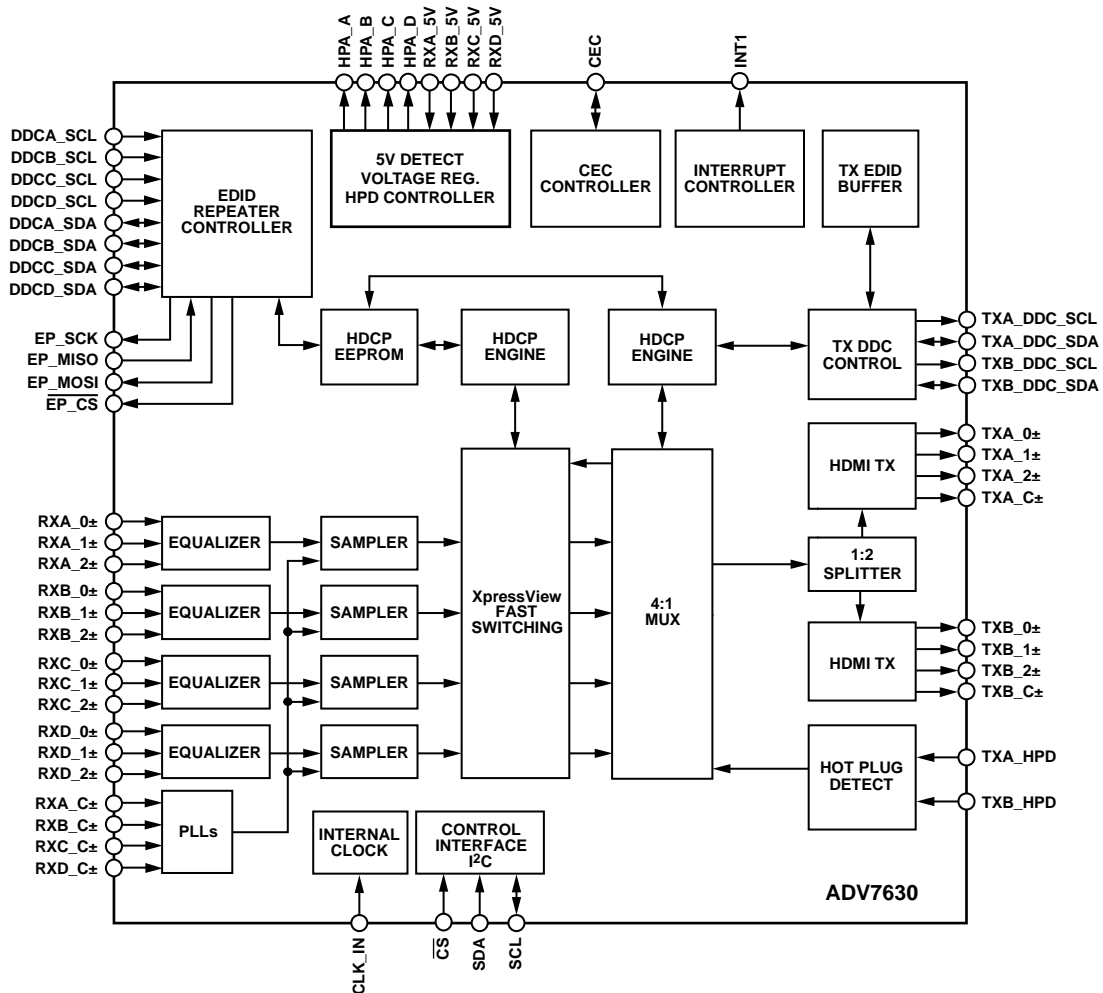 HPA_A
HPA_B
HPA_C
HPA_D
RXA_5V
RXB_5V
RXC_5V
RXD_5V
CEC
INT1
DDCA_SCL
DDCB_SCL
DDCC_SCL
DDCD_SCL
DDCA_SDA
DDCB_SDA
DDCC_SDA
DDCD_SDA
EDID
REPEATER
CONTROLLER
5V DETECT
VOLTAGE REG.
HPD CONTROLLER
CEC
CONTROLLER
INTERRUPT
CONTROLLER
TX EDID
BUFFER
EP_SCK
EP_MISO
EP_MOSI
EP_CS
HDCP
EEPROM
HDCP
ENGINE
HDCP
ENGINE
TX DDC
CONTROL
TXA_DDC_SCL
TXA_DDC_SDA
TXB_DDC_SCL
TXB_DDC_SDA
RXA_0±
RXA_1±
RXA_2±
RXB_0±
RXB_1±
RXB_2±
RXC_0±
RXC_1±
RXC_2±
RXD_0±
RXD_1±
RXD_2±
RXA_C±
RXB_C±
RXC_C±
RXD_C±
EQUALIZER
EQUALIZER
EQUALIZER
EQUALIZER
PLLs
SAMPLER
SAMPLER
SAMPLER
SAMPLER
XpressView
FAST
SWITCHING
4:1
MUX
HDMI TX
1:2
SPLITTER
HDMI TX
HOT PLUG
DETECT
TXA_0±
TXA_1±
TXA_2±
TXA_C±
TXB_0±
TXB_1±
TXB_2±
TXB_C±
TXA_HPD
TXB_HPD
INTERNAL
CLOCK
CONTROL
INTERFACE
I²C
ADV7630
CLK_IN
CS
SDA
SCL